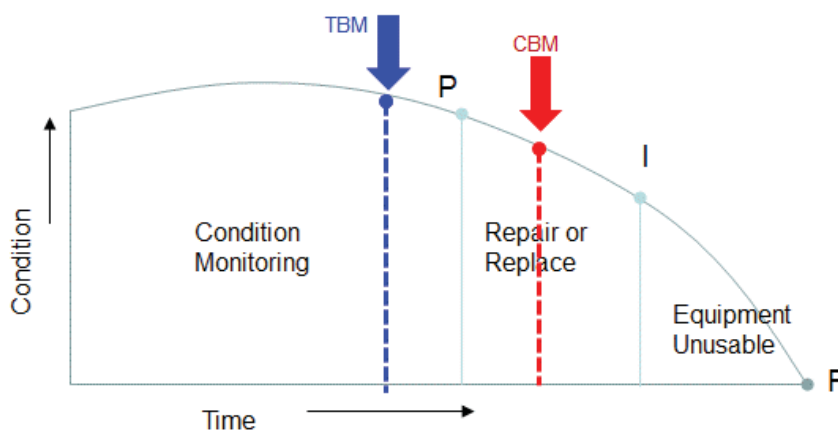 TBM
CBM
P
I
Condition
Condition
Monitoring
Repair or
Replace
Equipment
Unusable
F
Time